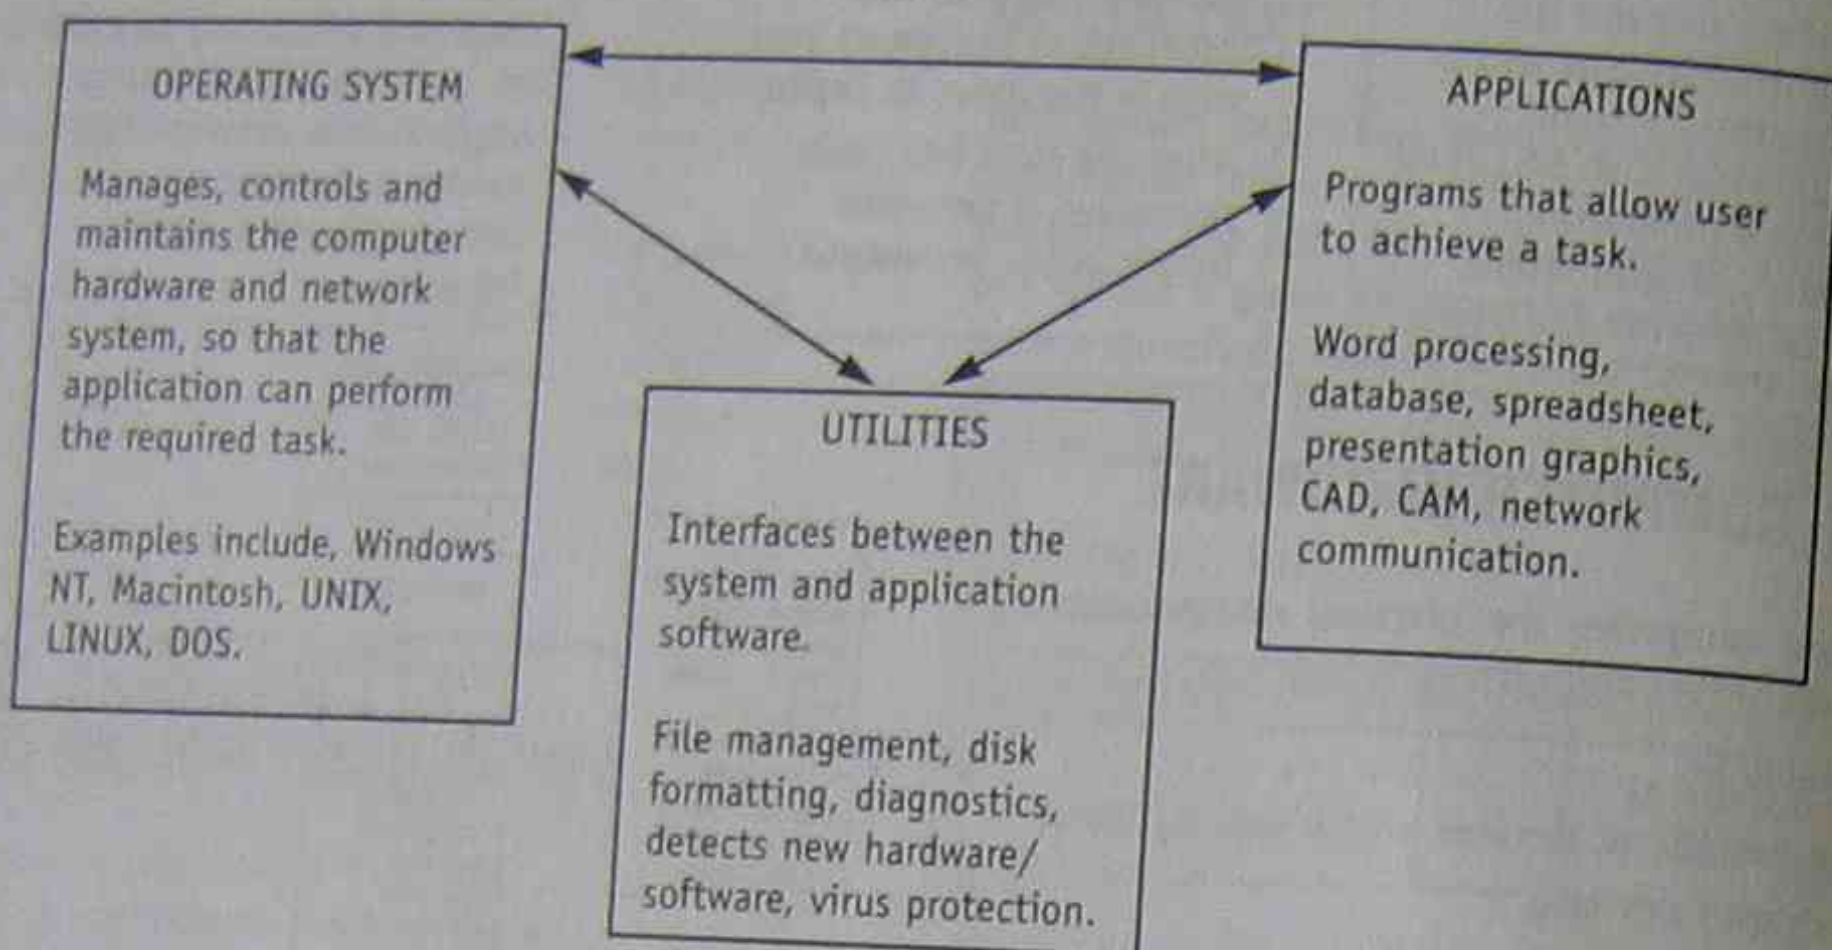 OPERATING SYSTEM
Manages, controls and
maintains the computer
hardware and network
system, so that the
application can perform
the required task.
Examples include, Windows
NT, Macintosh, UNIX,
LINUX, DOS.
UTILITIES
Interfaces between the
system and application
software.
File management, disk
formatting, diagnostics,
detects new hardware/
software, virus protection.
APPLICATIONS
Programs that allow user
to achieve a task.
Word processing,
database, spreadsheet,
presentation graphics,
CAD, CAM, network
communication.